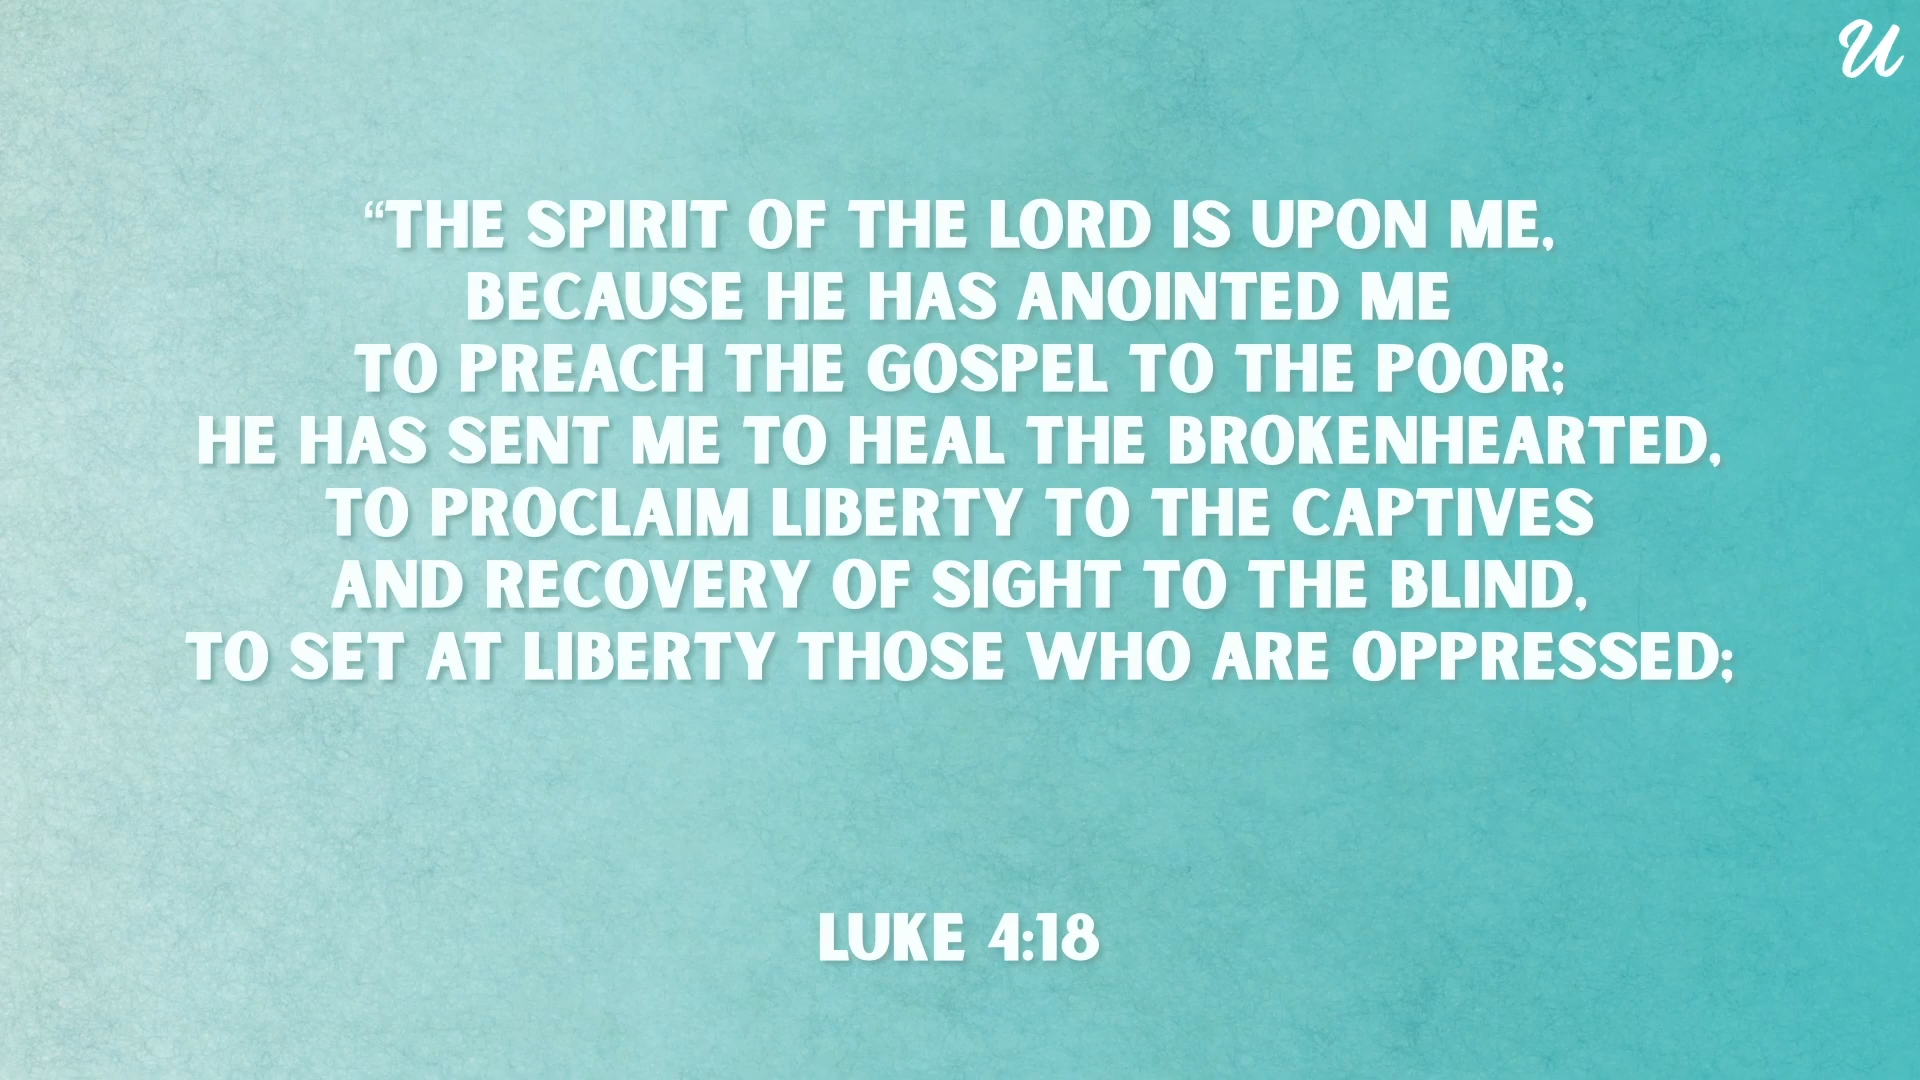 U
“THE SPIRIT OF THE LORD IS UPON ME,
BECAUSE HE HAS ANOINTED ME
TO PREACH THE GOSPEL TO THE POOR;
HE HAS SENT ME TO HEAL THE BROKENHEARTED,
TO PROCLAIM LIBERTY TO THE CAPTIVES
AND RECOVERY OF SIGHT TO THE BLIND,
TO SET AT LIBERTY THOSE WHO ARE OPPRESSED;
LUKE 4:18